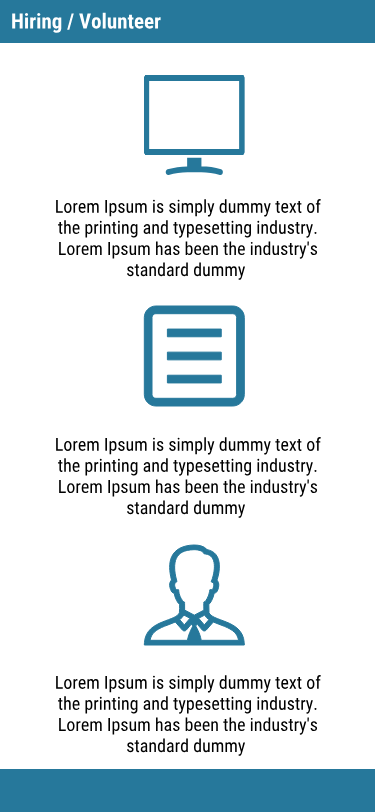 Hiring / Volunteer
Lorem Ipsum is simply dummy text of
the printing and typesetting industry.
Lorem Ipsum has been the industry's
standard dummy
Lorem Ipsum is simply dummy text of
the printing and typesetting industry.
Lorem Ipsum has been the industry's
standard dummy
Lorem Ipsum is simply dummy text of
the printing and typesetting industry.
Lorem Ipsum has been the industry's
standard dummy